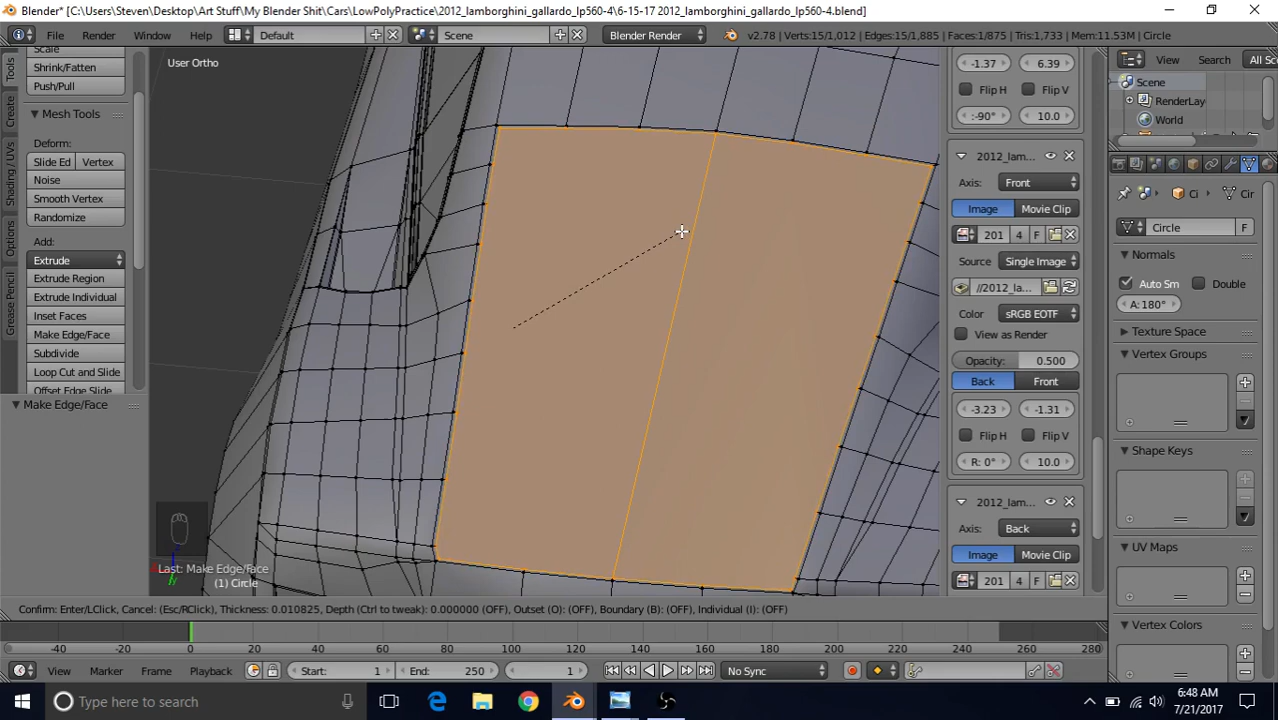 Blender* [C:\Users\Steven\Desktop\Art Stuff\My Blender Shit\Cars\LowPolyPractice\2012_lamborghini_gallardo_lp560-4\6-15-17 2012_lamborghini_gallardo_lp560-4.blend]
File Render Window Help Default Scene Blender Render v2.78 | Verts:15/1,012 | Edges:15/1,885 | Faces:1/875 | Tris:1,733 | Mem:11.53M | Circle
Tools
Create
Shading / UVs
Options
Grease Pencil
Scale
Shrink/Fatten
Push/Pull
Mesh Tools
Deform:
Slide Ed Vertex
Noise
Smooth Vertex
Randomize
Add:
Extrude
Extrude Region
Extrude Individual
Inset Faces
Make Edge/Face
Subdivide
Loop Cut and Slide
Offset Edge Slide
Make Edge/Face
User Ortho
Last: Make Edge/Face
(1) Circle
Confirm: Enter/LClick, Cancel: (Esc/RClick), Thickness: 0.010825, Depth (Ctrl to tweak): 0.000000 (OFF), Outset (O): (OFF), Boundary (B): (OFF), Individual (I): (OFF)
-1.37 6.39
Flip H Flip V
:-90° 10.0
2012_lam...
Axis: Front
Image Movie Clip
201 4 F
Source Single Image
//2012_la...
Color sRGB EOTF
View as Render
Opacity: 0.500
Back Front
-3.23 -1.31
Flip H Flip V
R: 0° 10.0
2012_lam...
Axis: Back
Image Movie Clip
201 4 F
View Search All Sc
Scene
RenderLay
World
Ci Cir
Circle F
Normals
Auto Sm Double
A: 180°
Texture Space
Vertex Groups
Shape Keys
UV Maps
Vertex Colors
-40 -20 0 20 40 60 80 100 120 140 160 180 200 220 240 260 280
View Marker Frame Playback Start: 1 End: 250 1 No Sync
Type here to search
6:48 AM
7/21/2017